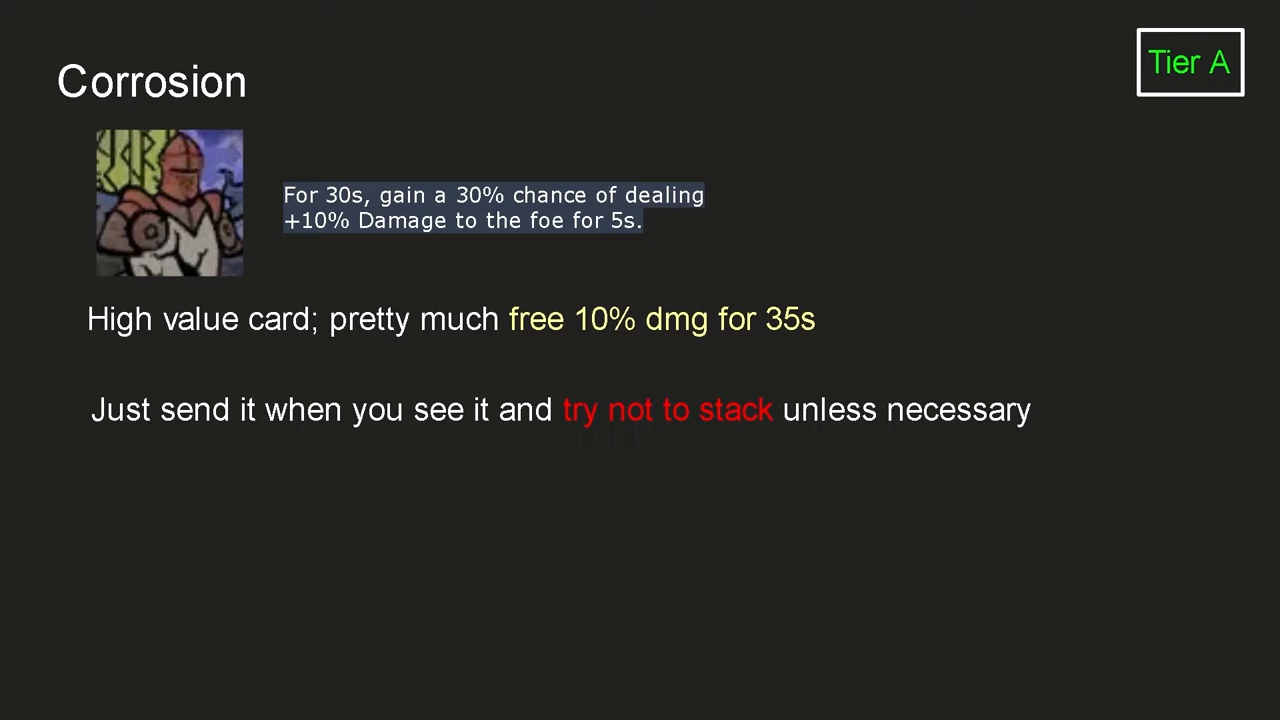 Tier A
Corrosion
For 30s, gain a 30% chance of dealing
+10% Damage to the foe for 5s.
High value card; pretty much free 10% dmg for 35s
Just send it when you see it and try not to stack unless necessary